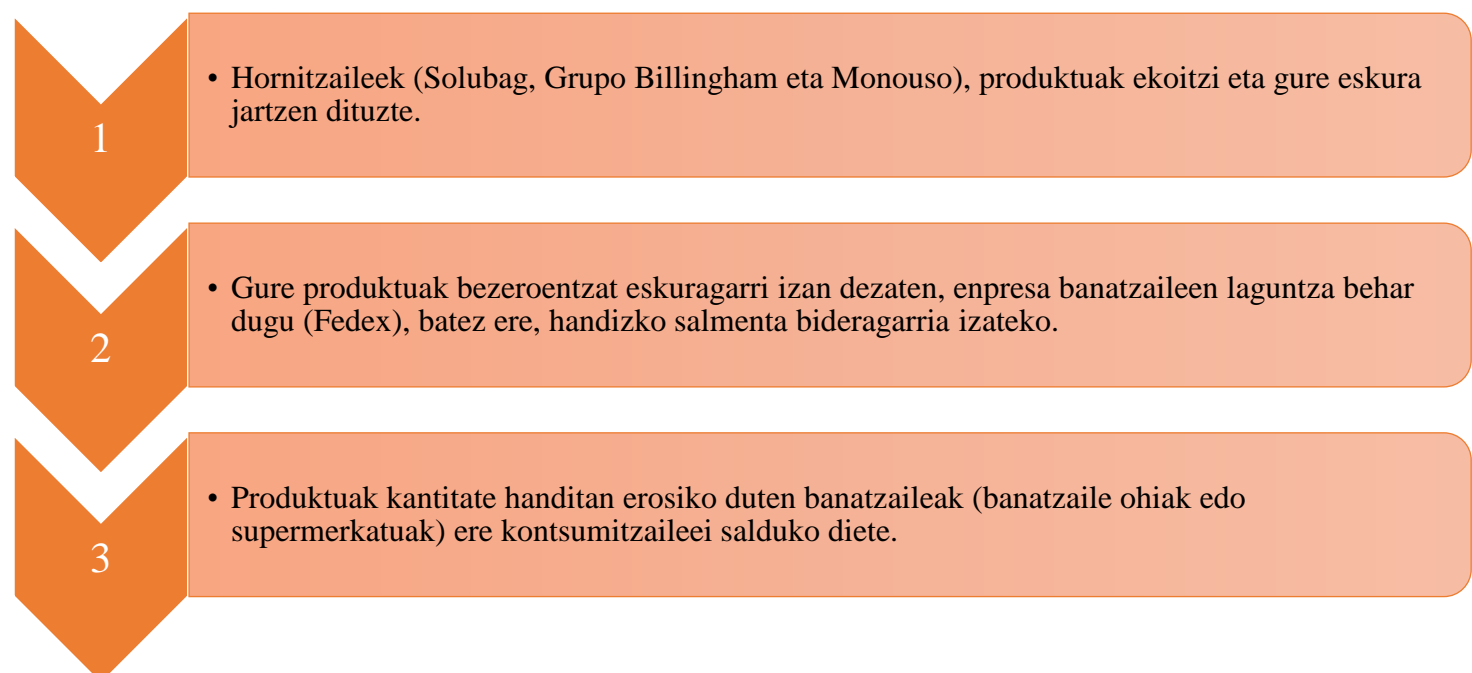 1
• Hornitzaileek (Solubag, Grupo Billingham eta Monouso), produktuak ekoitzi eta gure eskura
jartzen dituzte.
2
• Gure produktuak bezeroentzat eskuragarri izan dezaten, enpresa banatzaileen laguntza behar
dugu (Fedex), batez ere, handizko salmenta bideragarria izateko.
3
• Produktuak kantitate handitan erosiko duten banatzaileak (banatzaile ohiak edo
supermerkatuak) ere kontsumitzaileei salduko diete.